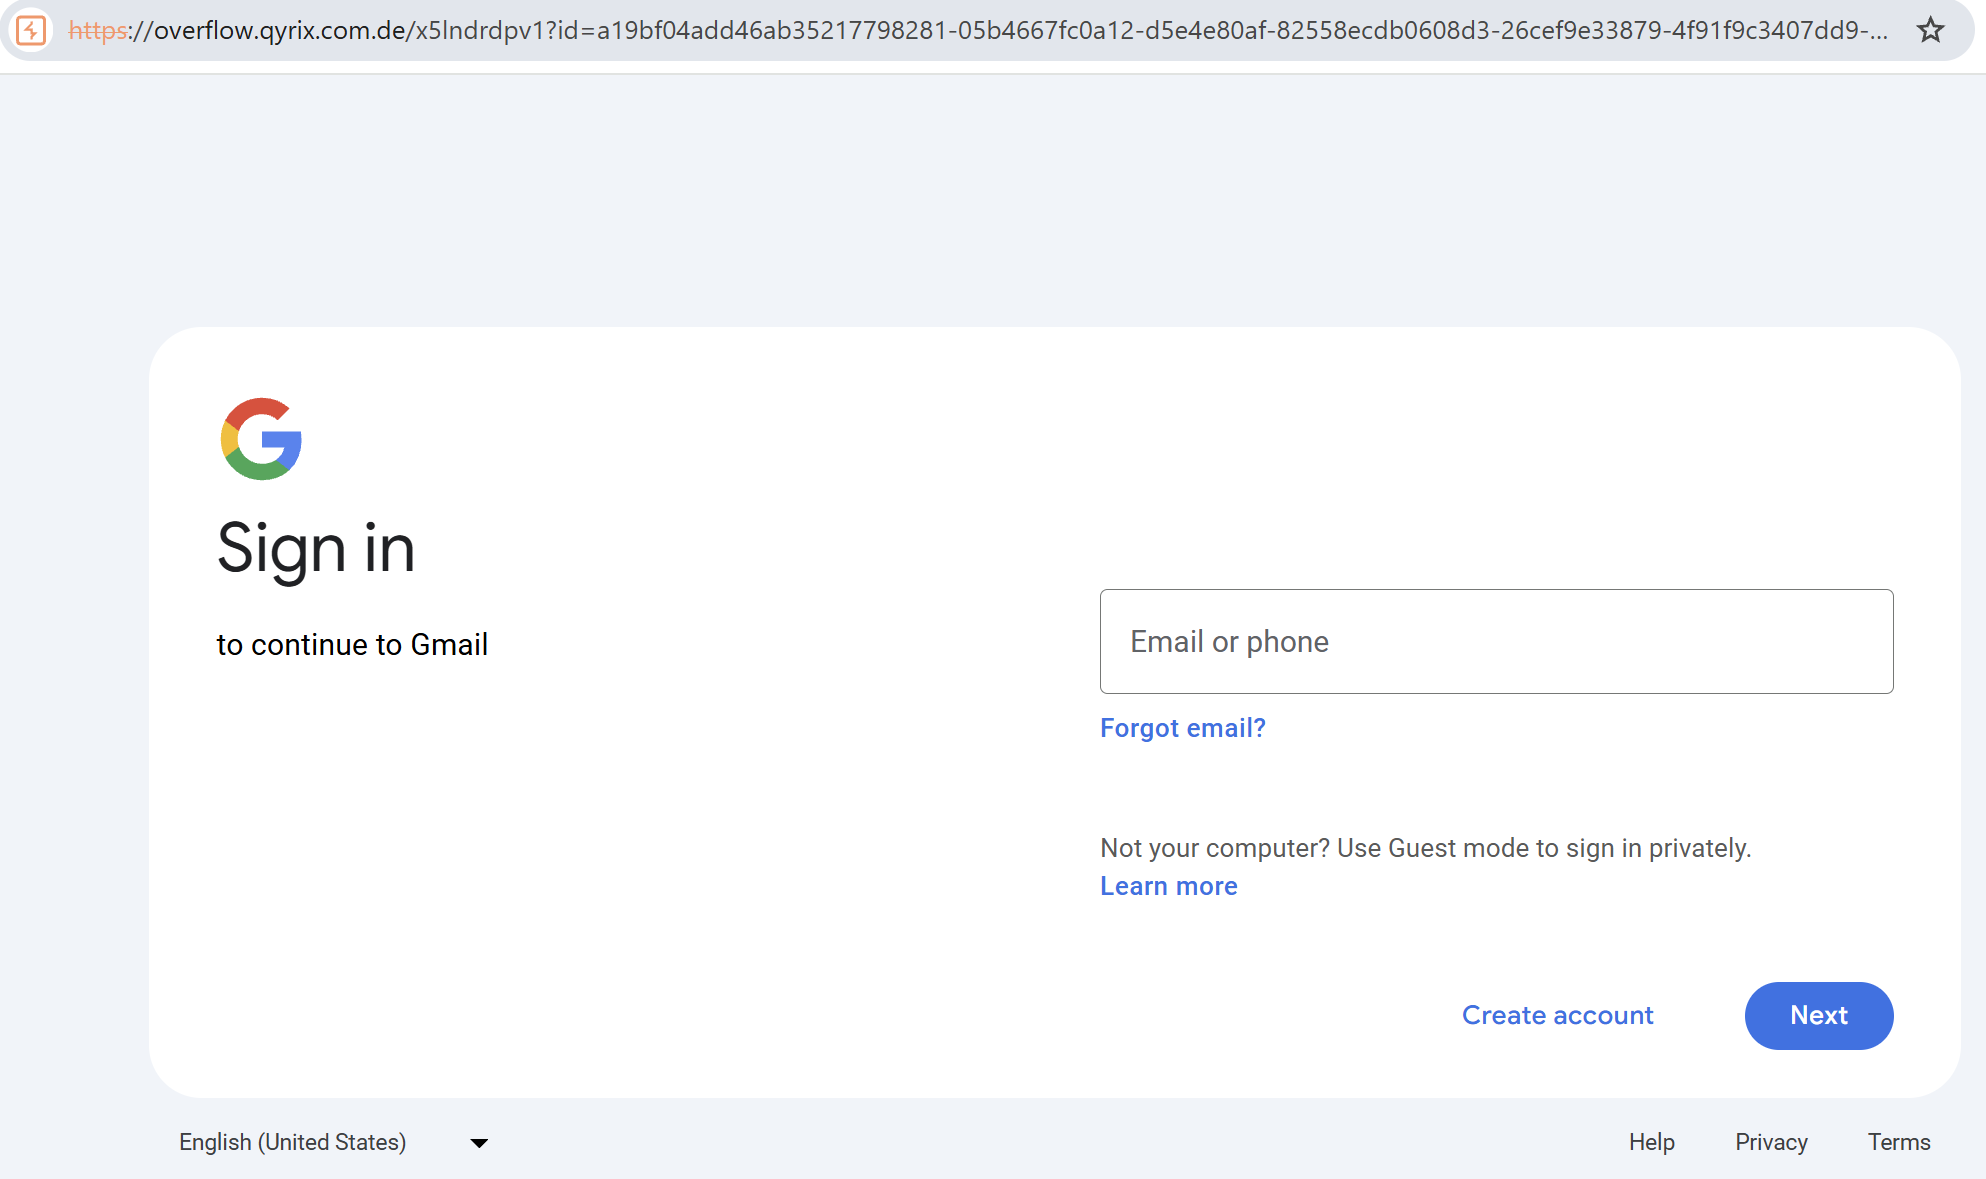 https://overflow.qyrix.com.de/x5lndrdpv1?id=a19bf04add46ab35217798281-05b4667fc0a12-d5e4e80af-82558ecdb0608d3-26cef9e33879-4f91f9c3407dd9-...
Sign in
to continue to Gmail
Email or phone
Forgot email?
Not your computer? Use Guest mode to sign in privately.
Learn more
Create account
Next
English (United States)
Help
Privacy
Terms